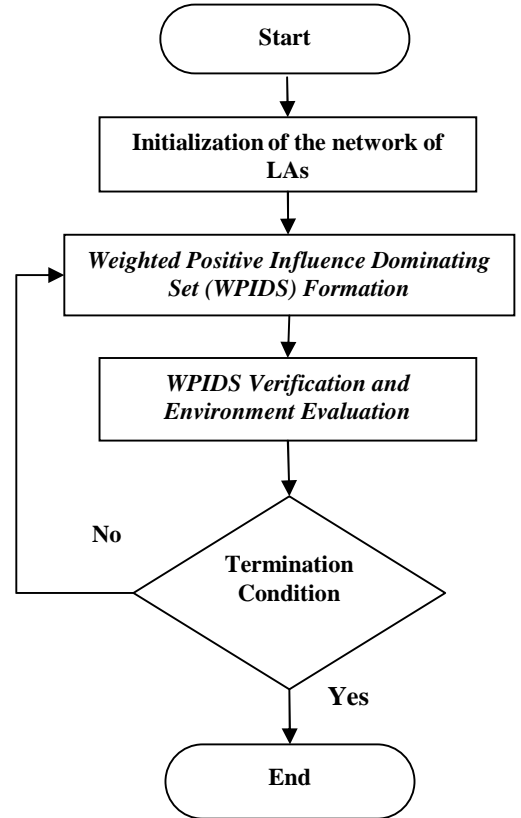 Start
Initialization of the network of
LAs
Weighted Positive Influence Dominating
Set (WPIDS) Formation
WPIDS Verification and
Environment Evaluation
No
Termination
Condition
Yes
End